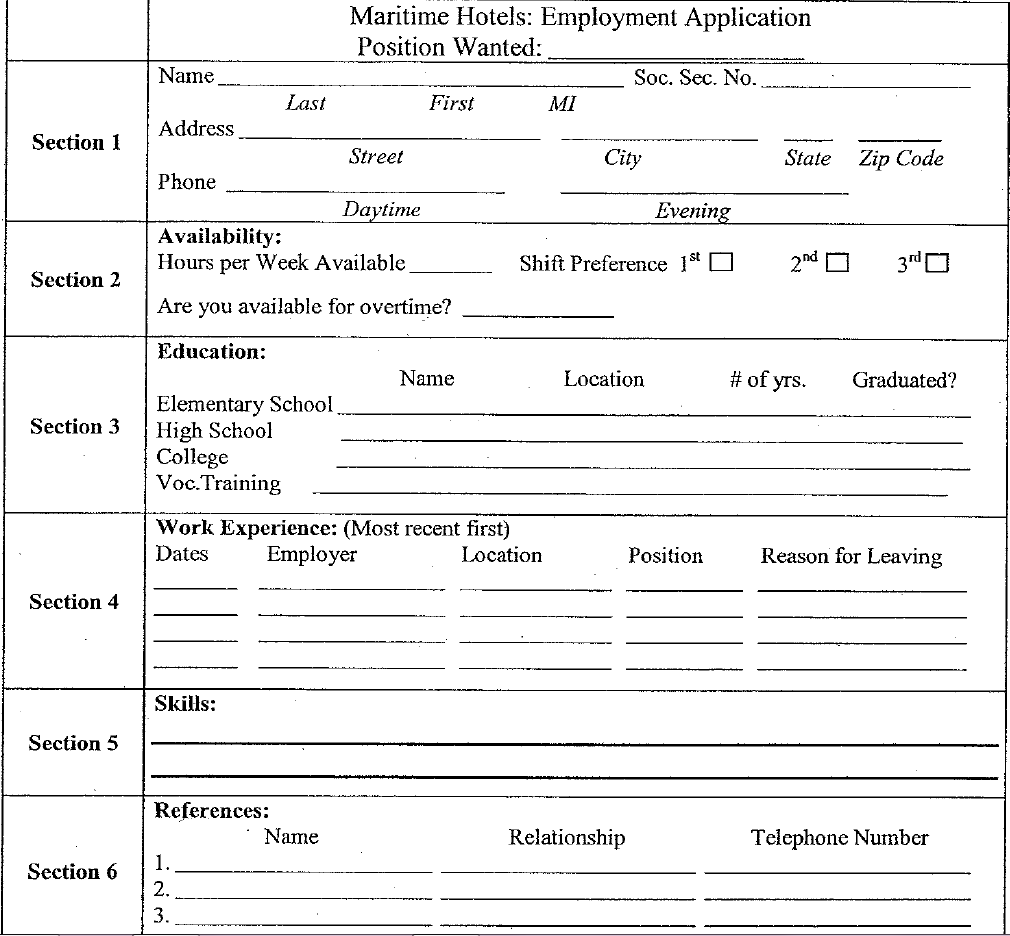 Maritime Hotels: Employment Application
Position Wanted:
Section 1
Name Soc. Sec. No.
Last First MI
Address
Street City State Zip Code
Phone
Daytime Evening
Section 2
Availability:
Hours per Week Available Shift Preference 1st 2nd 3rd
Are you available for overtime?
Section 3
Education:
Name Location # of yrs. Graduated?
Elementary School
High School
College
Voc.Training
Section 4
Work Experience: (Most recent first)
Dates Employer Location Position Reason for Leaving
Section 5
Skills:
Section 6
References:
Name Relationship Telephone Number
1.
2.
3.